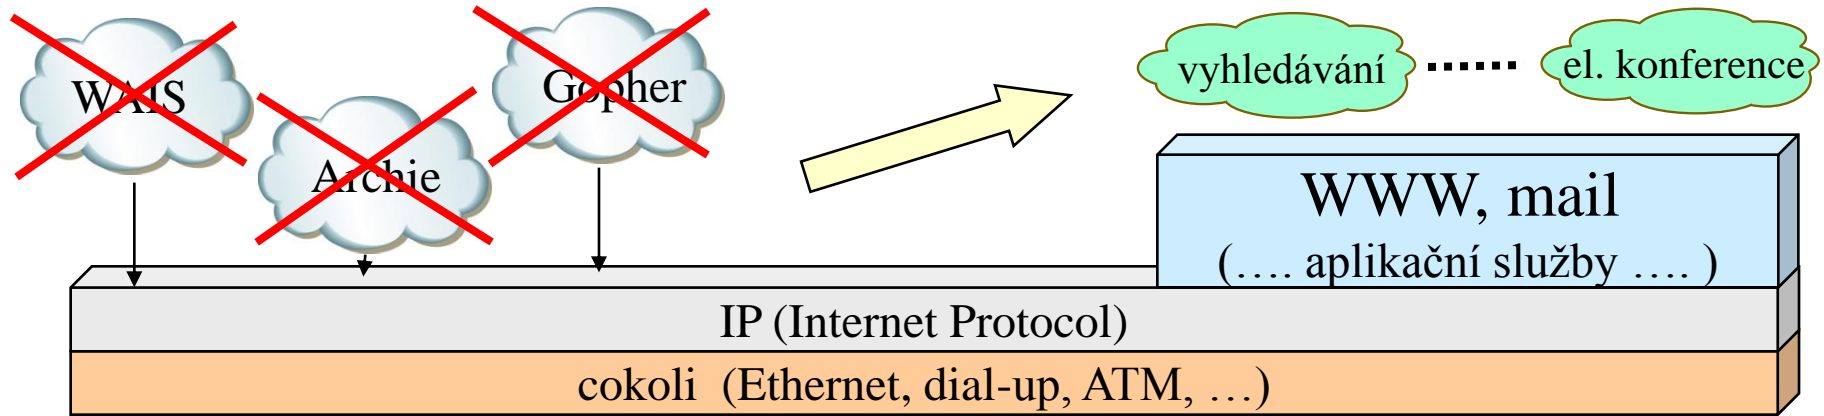 WAIS
Archie
Gopher
vyhledávání
el. konference
WWW, mail
(…. aplikační služby …. )
IP (Internet Protocol)
cokoli (Ethernet, dial-up, ATM, …)